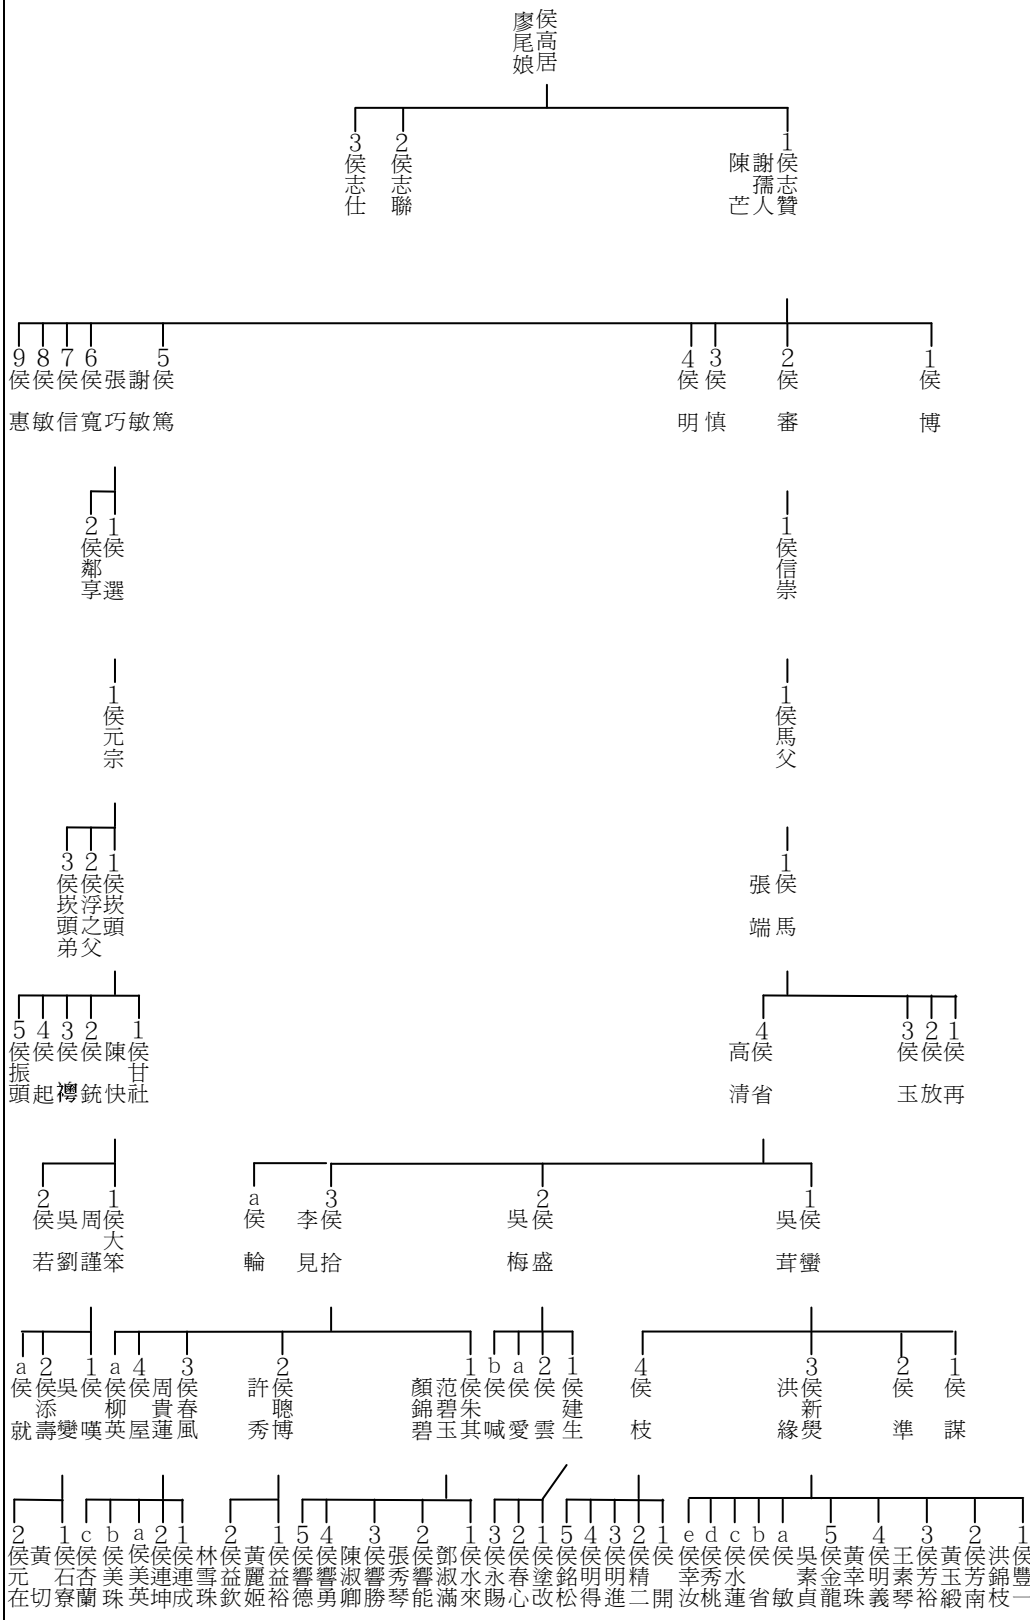 侯高居
廖尾娘
1侯志贊
謝孺人
陳 芒
2侯志聯
3侯志仕
1侯 博
2侯 審
3侯 慎
4侯 明
5侯 篤
謝 敏
張 巧
6侯 寬
7侯 信
8侯 敏
9侯 惠
1侯信崇
1侯 選
2侯鄰享
1侯馬父
1侯元宗
1侯 馬
張 端
1侯崁頭
2侯浮之父
3侯崁頭弟
1侯 再
2侯 放
3侯 玉
4侯 省
高 清
1侯甘社
陳 快
2侯 銃
3侯
4侯 起
5侯振頭
1侯 蠻
吳 茸
2侯 盛
吳 梅
3侯 拾
李 見
a侯 輪
1侯大笨
周 謹
吳 劉
2侯 若
1侯 謀
2侯 準
3侯新㷍
洪 緣
4侯 枝
1侯建生
2侯 雲
a侯 愛
b侯 喊
1侯朱其
范碧玉
顏錦碧
2侯聰博
許 秀
3侯春風
周貴蓮
4侯 屋
a侯柳英
1侯 嘆
吳 變
2侯添壽
a侯 就
1侯豐一
洪錦枝
2侯芳南
黃玉緞
3侯芳裕
王素琴
4侯明義
黃幸珠
5侯金龍
吳素貞
a侯 敏
b侯 省
c侯水蓮
d侯秀桃
e侯幸汝
1侯 開
2侯精二
3侯明進
4侯明得
5侯銘松
1侯塗改
2侯春心
3侯永賜
1侯水來
鄧淑滿
2侯響能
張秀琴
3侯響勝
陳淑卿
4侯響勇
5侯響德
1侯益裕
黃麗姬
2侯益欽
林雪珠
1侯連成
2侯連坤
a侯美英
b侯美珠
c侯杏蘭
1侯石寮
黃 切
2侯元在